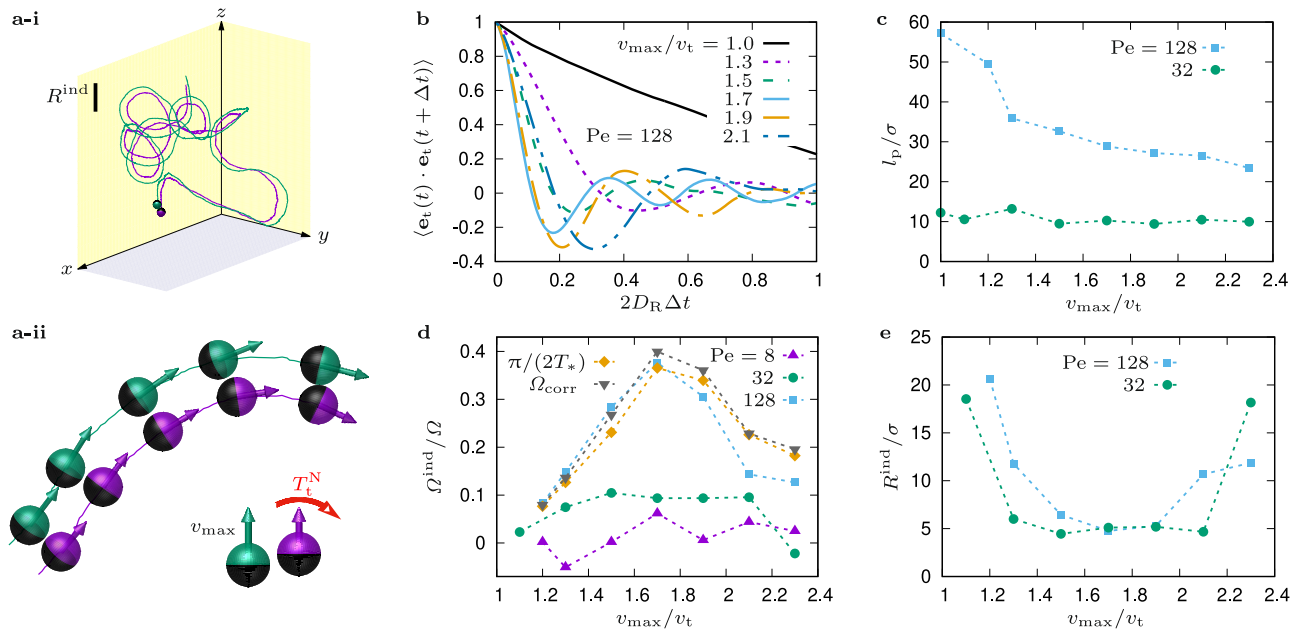 a-i
z
R^ind
x
y
a-ii
v_max
T_t^N
b
⟨e_t(t) · e_t(t + Δt)⟩
1
0.8
0.6
0.4
0.2
0
-0.2
-0.4
v_max/v_t = 1.0
1.3
1.5
1.7
1.9
2.1
Pe = 128
0 0.2 0.4 0.6 0.8 1
2D_RΔt
c
l_p/σ
60
50
40
30
20
10
0
Pe = 128
32
1 1.2 1.4 1.6 1.8 2 2.2 2.4
v_max/v_t
d
Ω^ind/Ω
0.4
0.3
0.2
0.1
0
π/(2T_*)
Ω_corr
Pe = 8
32
128
1 1.2 1.4 1.6 1.8 2 2.2 2.4
v_max/v_t
e
R^ind/σ
25
20
15
10
5
0
Pe = 128
32
1 1.2 1.4 1.6 1.8 2 2.2 2.4
v_max/v_t